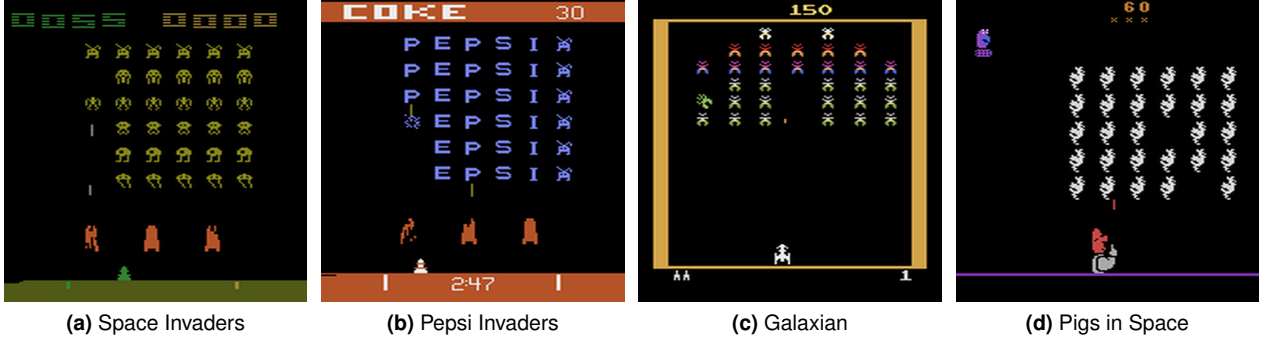 0055 0000
COKE 30
PEPSI
PEPSI
PEPSI
EPSI
EPSI
EPSI
2:47
150
1
60
(a) Space Invaders
(b) Pepsi Invaders
(c) Galaxian
(d) Pigs in Space